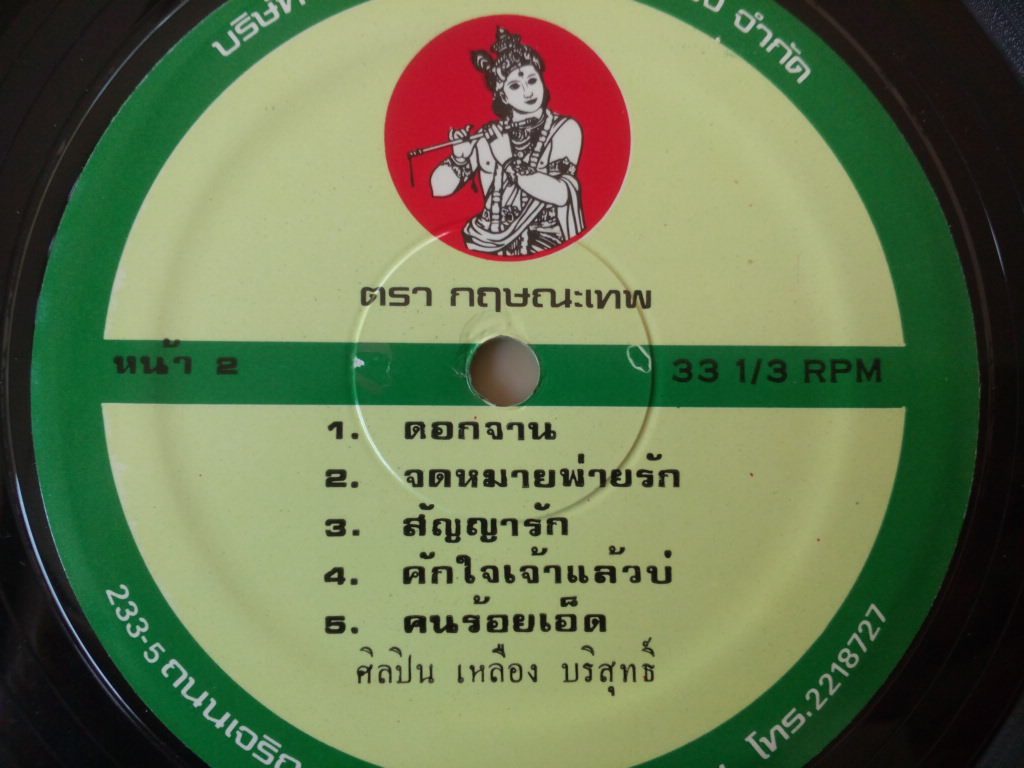 บริษัท
จำกัด
ตรา กฤษณะเทพ
หน้า 2
33 1/3 RPM
1. ดอกจาน
2. จดหมายพ่ายรัก
3. สัญญารัก
4. คักใจเจ้าแล้วบ่
5. คนร้อยเอ็ด
ศิลปิน เหลือง บริสุทธิ์
233-5 ถนนเจริญ
โทร.2218727